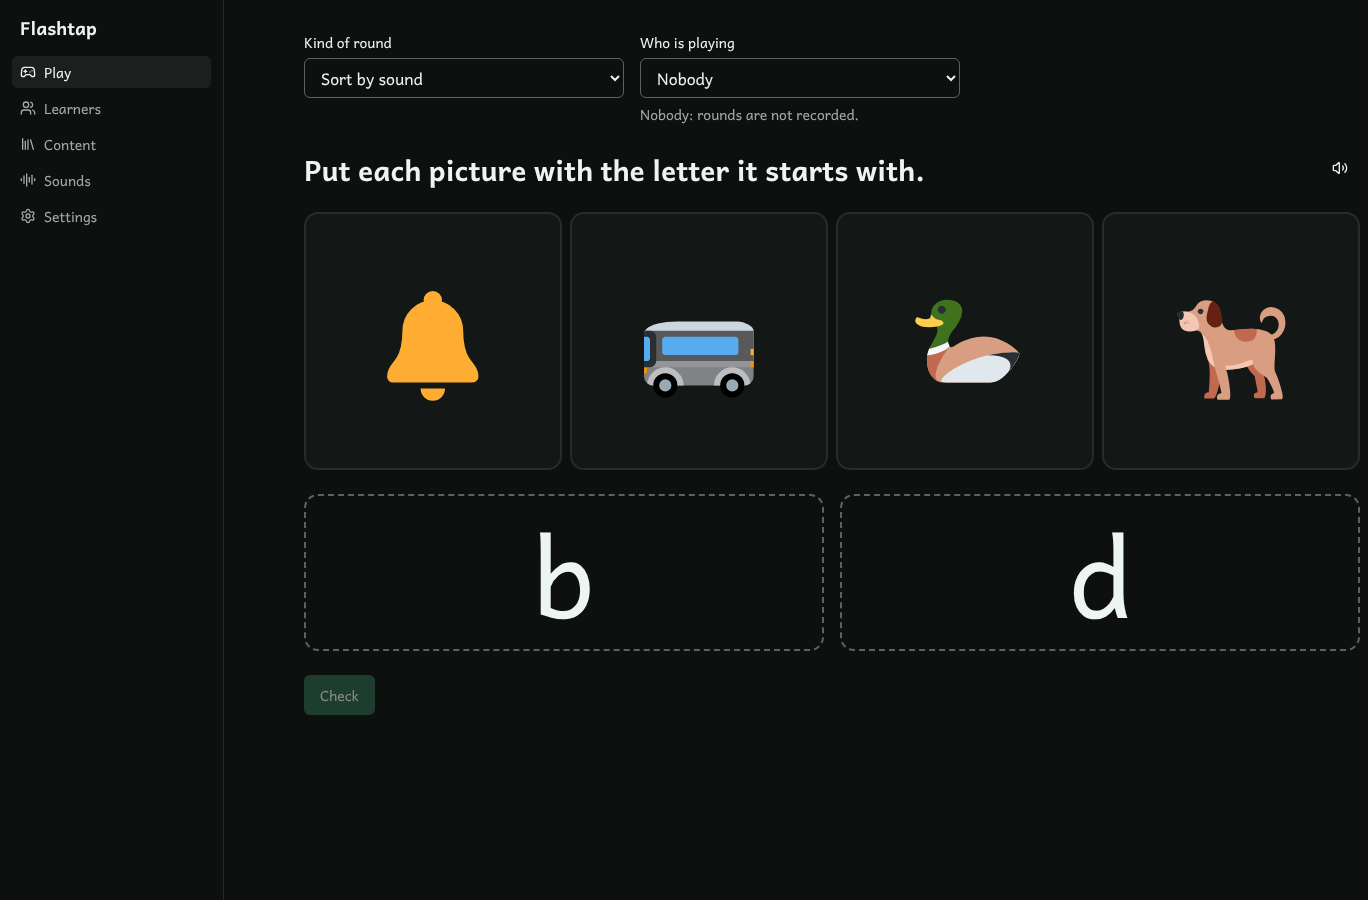 Flashtap
Play
Learners
Content
Sounds
Settings
Kind of round
Sort by sound
Who is playing
Nobody
Nobody: rounds are not recorded.
Put each picture with the letter it starts with.
b
d
Check